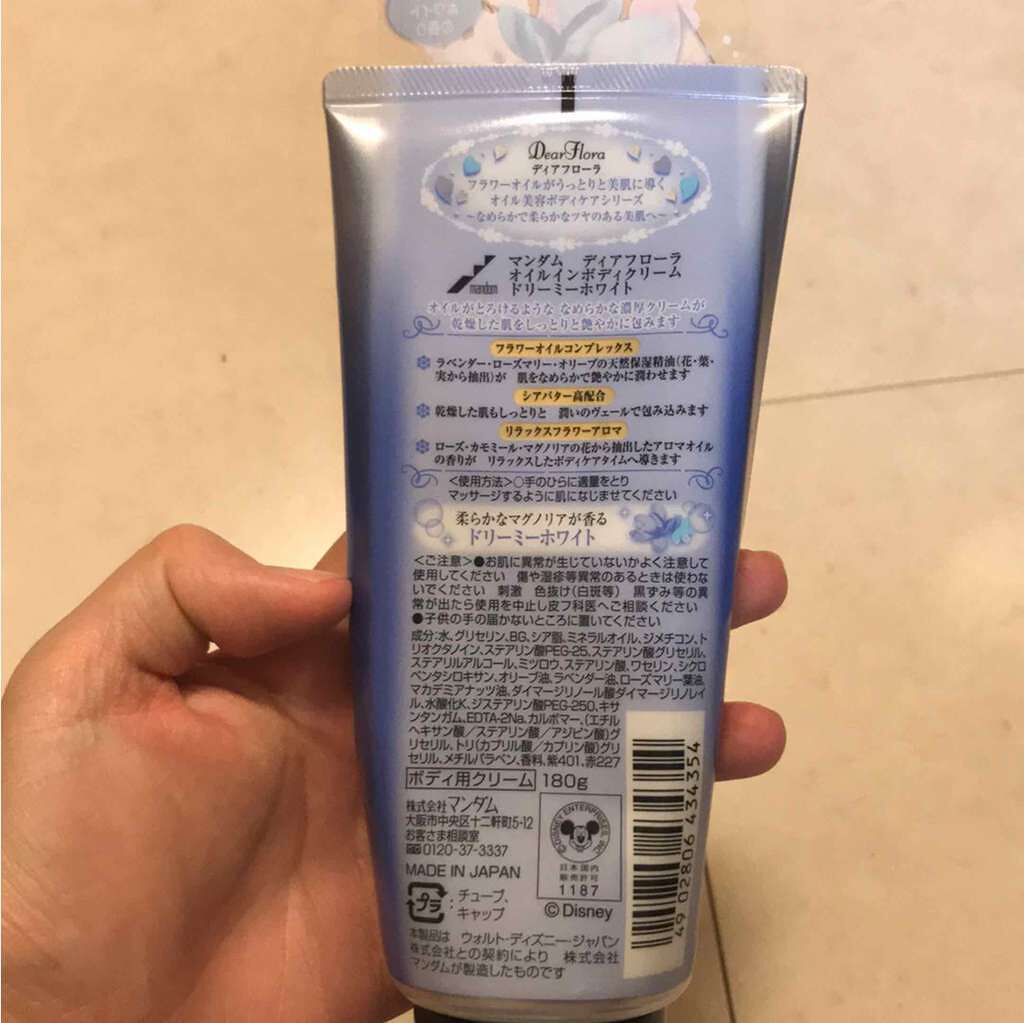 ホワイト
の香り
Dear Flora
ディアフローラ
フラワーオイルがうっとりと美肌に導く
オイル美容ボディケアシリーズ
～なめらかで柔らかなツヤのある美肌へ～
マンダム ディアフローラ
オイルインボディクリーム
ドリーミーホワイト
オイルがとろけるような なめらかな濃厚クリームが
乾燥した肌をしっとりと艶やかに包みます
フラワーオイルコンプレックス
ラベンダー・ローズマリー・オリーブの天然保湿精油(花・葉・
実から抽出)が 肌をなめらかで艶やかに潤わせます
シアバター高配合
乾燥した肌もしっとりと 潤いのヴェールで包み込みます
リラックスフラワーアロマ
ローズ・カモミール・マグノリアの花から抽出したアロマオイル
の香りが リラックスしたボディケアタイムへ導きます
<使用方法>○手のひらに適量をとり
マッサージするように肌になじませてください
柔らかなマグノリアが香る
ドリーミーホワイト
<ご注意>●お肌に異常が生じていないかよく注意して
使用してください 傷や湿疹等異常のあるときは使わな
いでください 刺激 色抜け(白斑等) 黒ずみ等の異
常が出たら使用を中止し皮フ科医へご相談ください
●子供の手の届かないところに置いてください
成分:水、グリセリン、BG、シア脂、ミネラルオイル、ジメチコン、ト
リオクタノイン、ステアリン酸PEG-25、ステアリン酸グリセリル、
ステアリルアルコール、ミツロウ、ステアリン酸、ワセリン、シクロ
ペンタシロキサン、オリーブ油、ラベンダー油、ローズマリー葉油、
マカデミアナッツ油、ダイマージリノール酸ダイマージリノレイ
ル、水酸化K、ジステアリン酸PEG-250、キサ
ンタンガム、EDTA-2Na、カルボマー、(エチル
ヘキサン酸/ステアリン酸/アジピン酸)グ
リセリル、トリ(カプリル酸/カプリン酸)グリ
セリル、メチルパラベン、香料、紫401、赤227
ボディ用クリーム 180g
株式会社 マンダム
大阪市中央区十二軒町5-12
お客さま相談室
0120-37-3337
MADE IN JAPAN
プラ : チューブ、
キャップ
©DISNEY ENTERPRISES, INC.
日本国内
販売許可
1187
©Disney
4902806434354
本製品は ウォルト・ディズニー・ジャパン
株式会社との契約により 株式会社
マンダムが製造したものです